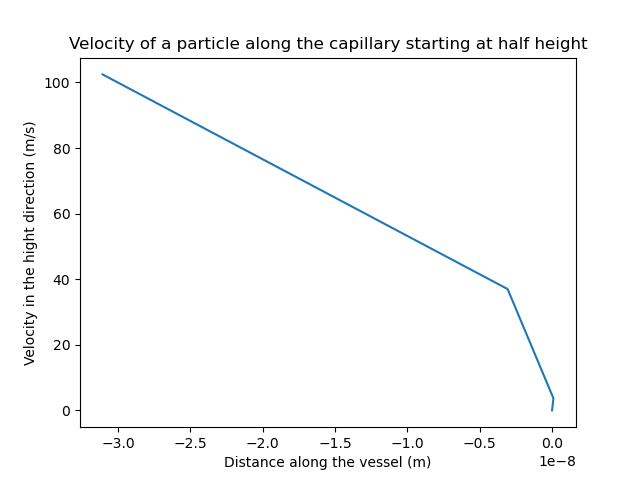 Velocity of a particle along the capillary starting at half height
Velocity in the hight direction (m/s)
100
80
60
40
20
0
−3.0 −2.5 −2.0 −1.5 −1.0 −0.5 0.0
1e−8
Distance along the vessel (m)